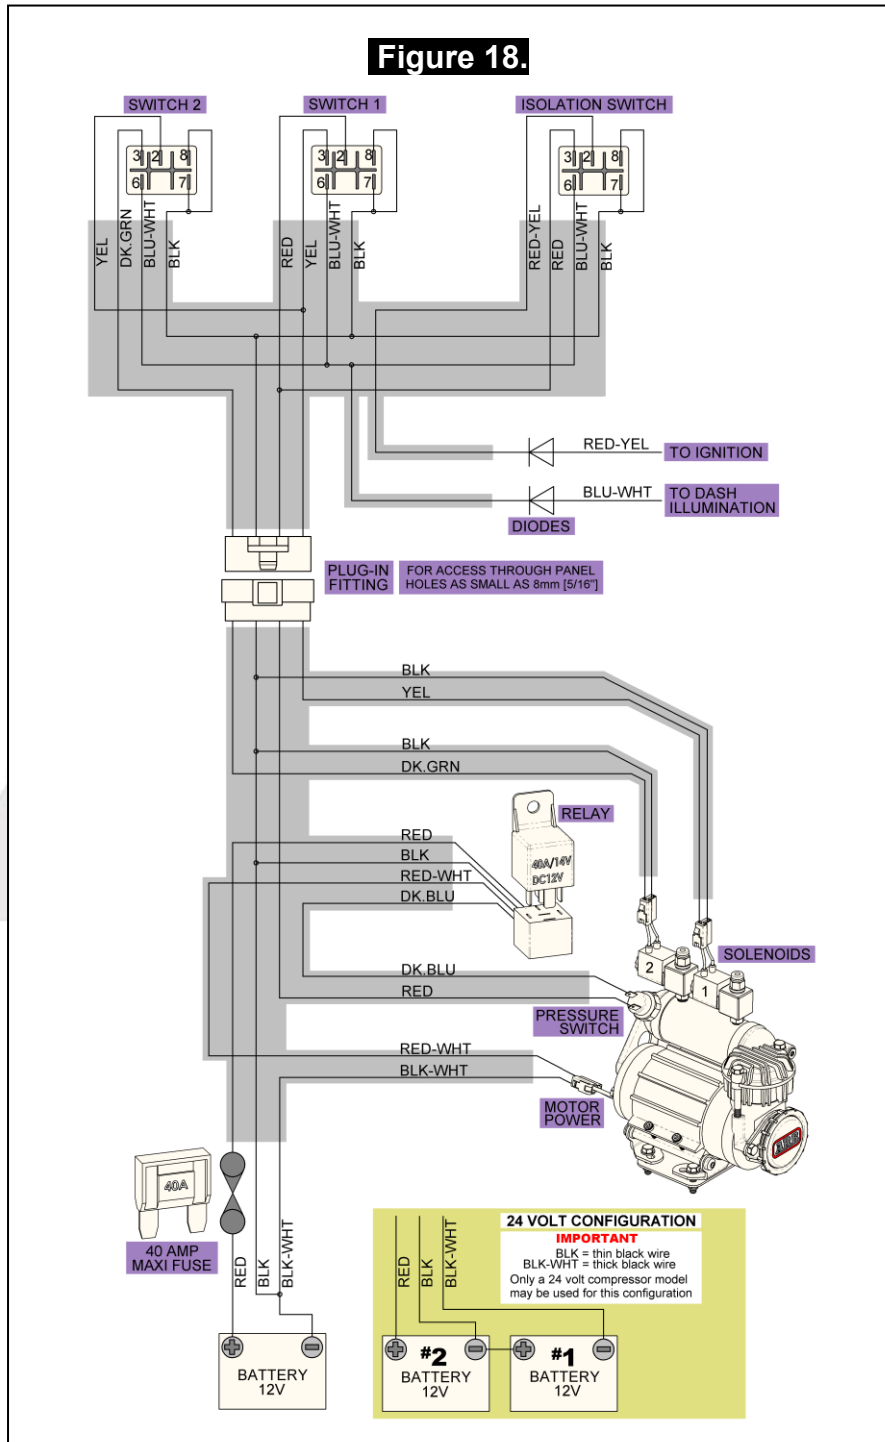 Figure 18.
SWITCH 2
SWITCH 1
ISOLATION SWITCH
3 2 8
6 7
3 2 8
6 7
3 2 8
6 7
YEL
DK.GRN
BLU-WHT
BLK
RED
YEL
BLU-WHT
BLK
RED-YEL
RED
BLU-WHT
BLK
RED-YEL
TO IGNITION
BLU-WHT
TO DASH
ILLUMINATION
DIODES
PLUG-IN
FITTING
FOR ACCESS THROUGH PANEL
HOLES AS SMALL AS 8mm [5/16"]
BLK
YEL
BLK
DK.GRN
RELAY
40A/14V
DC12V
RED
BLK
RED-WHT
DK.BLU
SOLENOIDS
2
1
DK.BLU
RED
PRESSURE
SWITCH
RED-WHT
BLK-WHT
MOTOR
POWER
ARB
40A
40 AMP
MAXI FUSE
RED
BLK
BLK-WHT
BATTERY
12V
24 VOLT CONFIGURATION
IMPORTANT
BLK = thin black wire
BLK-WHT = thick black wire
Only a 24 volt compressor model
may be used for this configuration
RED
BLK
BLK-WHT
#2
BATTERY
12V
#1
BATTERY
12V